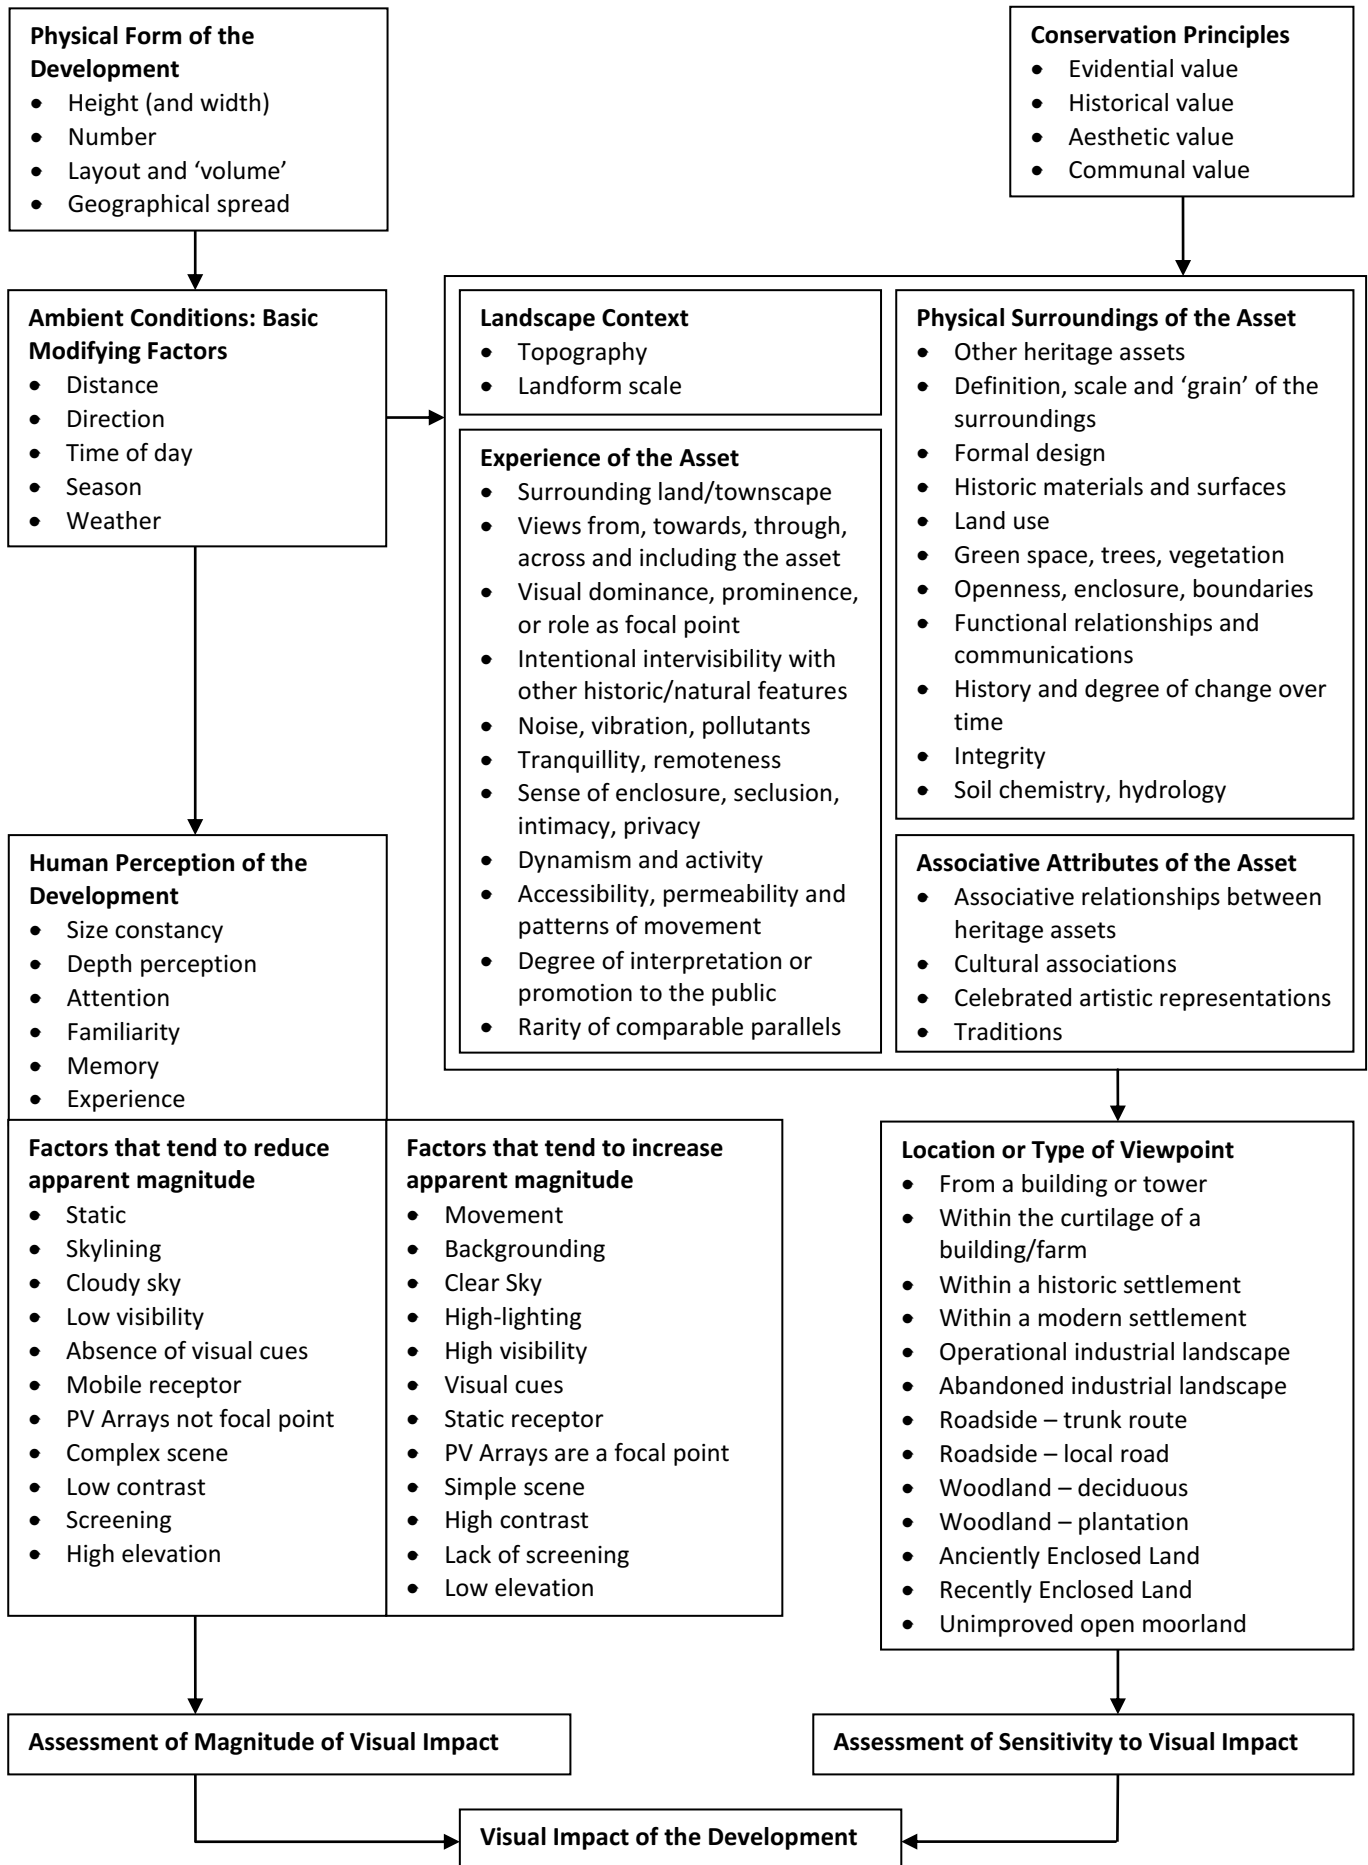 Physical Form of the
Development
• Height (and width)
• Number
• Layout and ‘volume’
• Geographical spread
Conservation Principles
• Evidential value
• Historical value
• Aesthetic value
• Communal value
Ambient Conditions: Basic
Modifying Factors
• Distance
• Direction
• Time of day
• Season
• Weather
Landscape Context
• Topography
• Landform scale
Experience of the Asset
• Surrounding land/townscape
• Views from, towards, through,
across and including the asset
• Visual dominance, prominence,
or role as focal point
• Intentional intervisibility with
other historic/natural features
• Noise, vibration, pollutants
• Tranquillity, remoteness
• Sense of enclosure, seclusion,
intimacy, privacy
• Dynamism and activity
• Accessibility, permeability and
patterns of movement
• Degree of interpretation or
promotion to the public
• Rarity of comparable parallels
Physical Surroundings of the Asset
• Other heritage assets
• Definition, scale and ‘grain’ of the
surroundings
• Formal design
• Historic materials and surfaces
• Land use
• Green space, trees, vegetation
• Openness, enclosure, boundaries
• Functional relationships and
communications
• History and degree of change over
time
• Integrity
• Soil chemistry, hydrology
Associative Attributes of the Asset
• Associative relationships between
heritage assets
• Cultural associations
• Celebrated artistic representations
• Traditions
Human Perception of the
Development
• Size constancy
• Depth perception
• Attention
• Familiarity
• Memory
• Experience
Factors that tend to reduce
apparent magnitude
• Static
• Skylining
• Cloudy sky
• Low visibility
• Absence of visual cues
• Mobile receptor
• PV Arrays not focal point
• Complex scene
• Low contrast
• Screening
• High elevation
Factors that tend to increase
apparent magnitude
• Movement
• Backgrounding
• Clear Sky
• High-lighting
• High visibility
• Visual cues
• Static receptor
• PV Arrays are a focal point
• Simple scene
• High contrast
• Lack of screening
• Low elevation
Location or Type of Viewpoint
• From a building or tower
• Within the curtilage of a
building/farm
• Within a historic settlement
• Within a modern settlement
• Operational industrial landscape
• Abandoned industrial landscape
• Roadside – trunk route
• Roadside – local road
• Woodland – deciduous
• Woodland – plantation
• Anciently Enclosed Land
• Recently Enclosed Land
• Unimproved open moorland
Assessment of Magnitude of Visual Impact
Assessment of Sensitivity to Visual Impact
Visual Impact of the Development